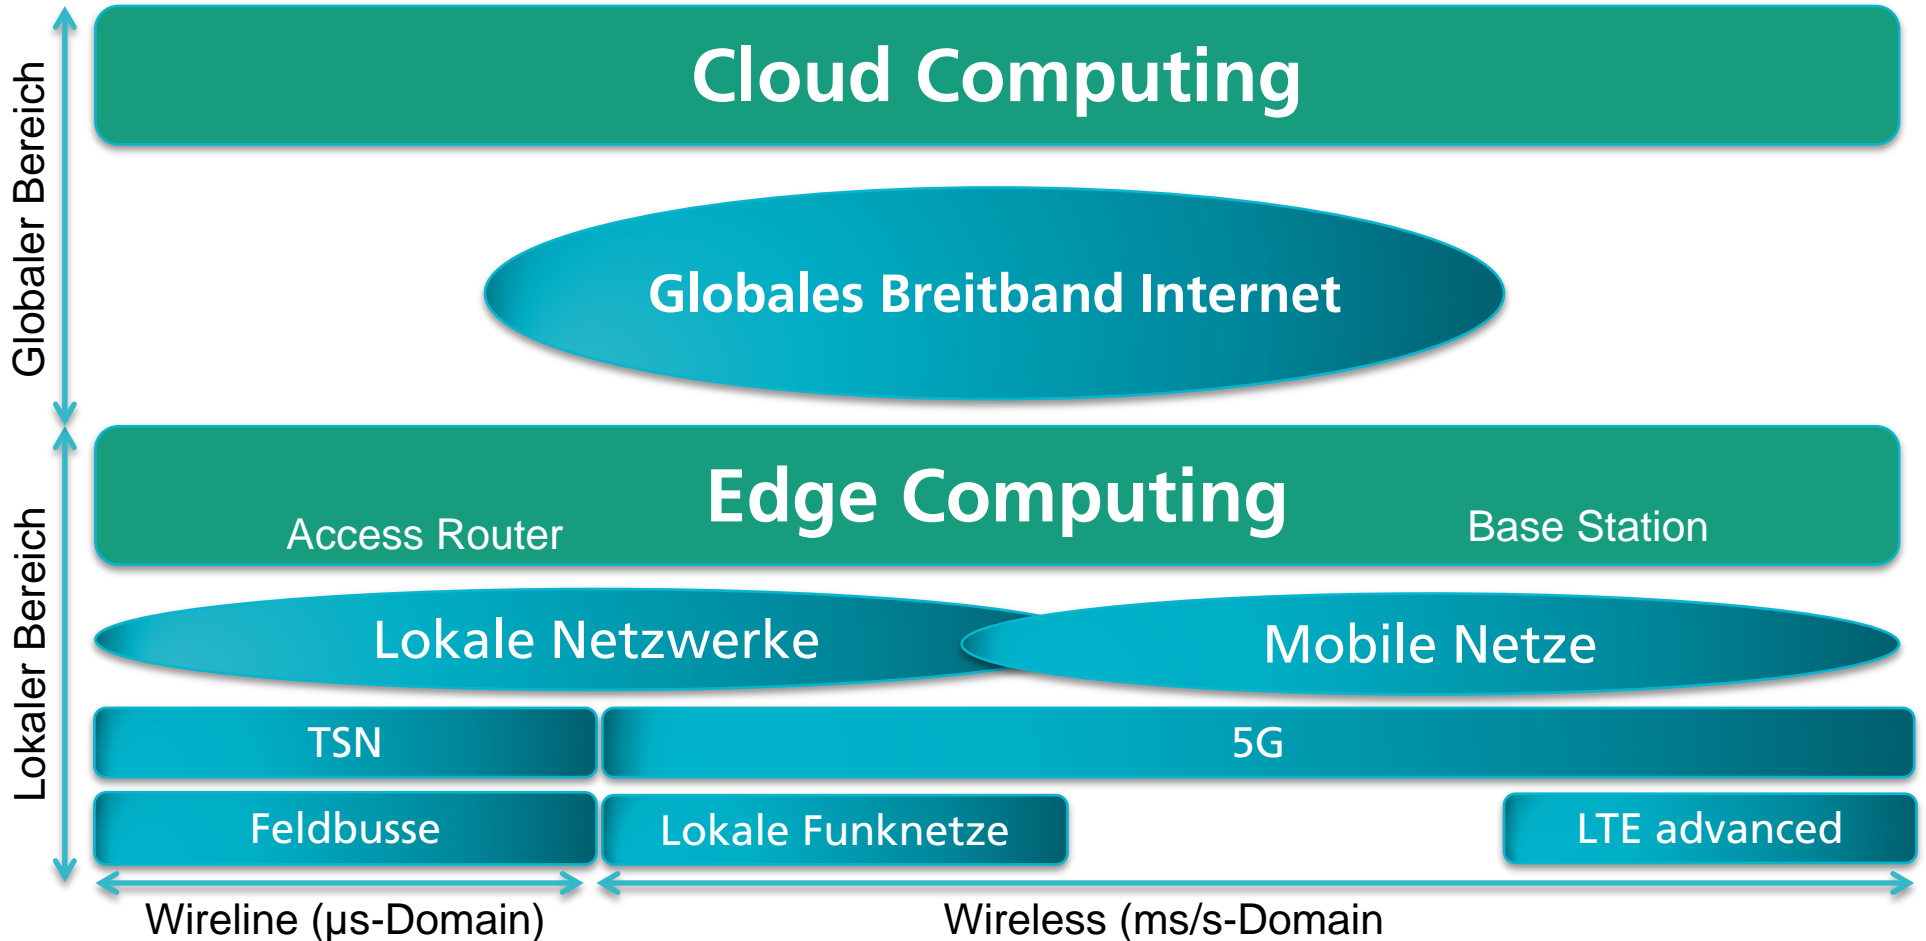 Globaler Bereich
Cloud Computing
Globales Breitband Internet
Lokaler Bereich
Edge Computing
Access Router
Base Station
Lokale Netzwerke
Mobile Netze
TSN
5G
Feldbusse
Lokale Funknetze
LTE advanced
Wireline (µs-Domain)
Wireless (ms/s-Domain